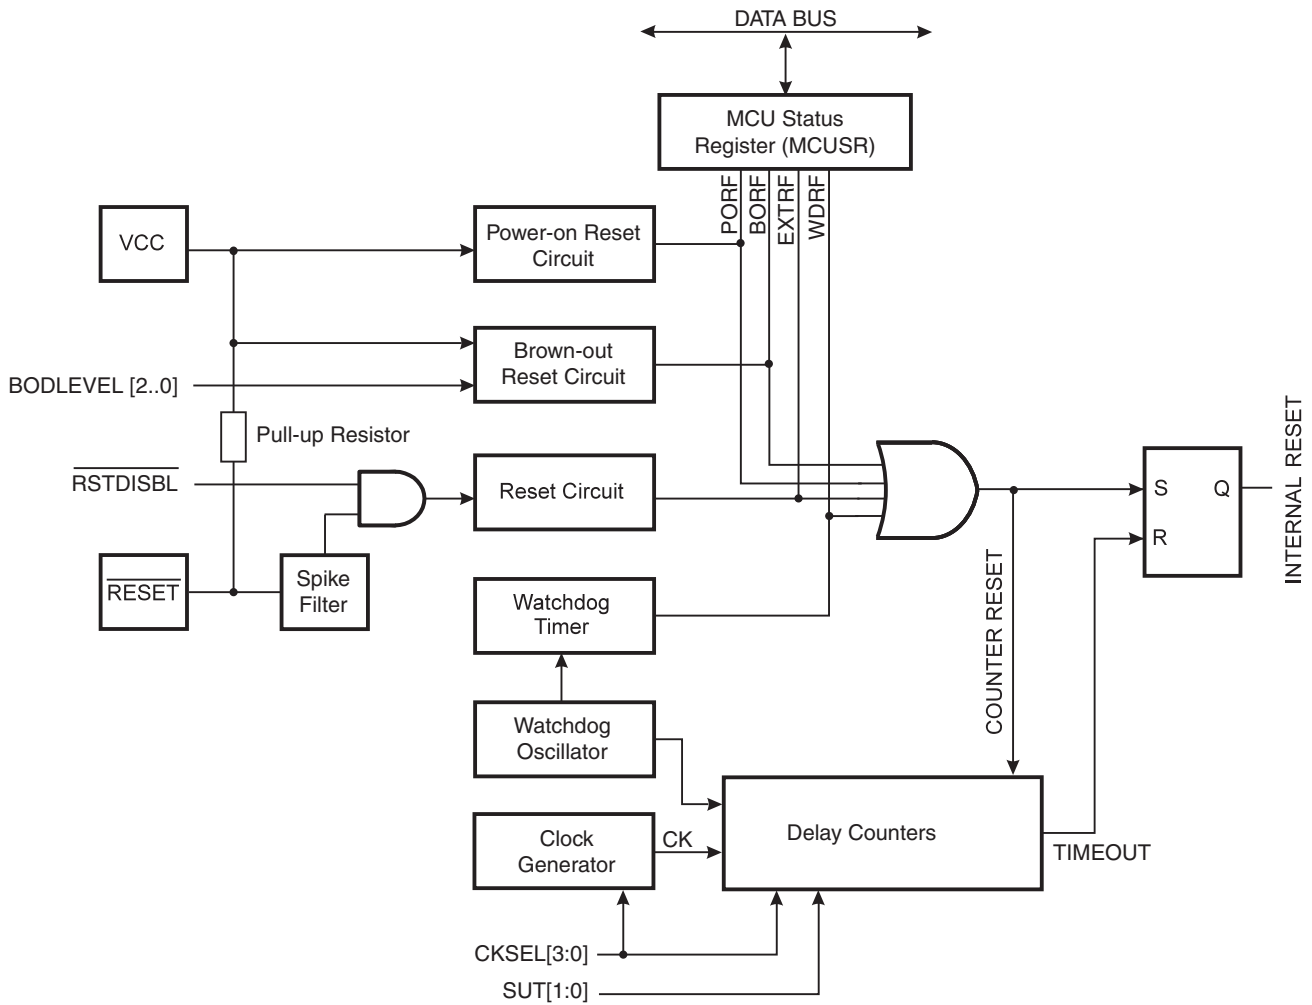 DATA BUS
MCU Status
Register (MCUSR)
PORF
BORF
EXTRF
WDRF
VCC
Power-on Reset
Circuit
Brown-out
Reset Circuit
BODLEVEL [2..0]
Pull-up Resistor
RSTDISBL
Reset Circuit
S
Q
R
INTERNAL RESET
RESET
Spike
Filter
Watchdog
Timer
COUNTER RESET
Watchdog
Oscillator
Clock
Generator
CK
Delay Counters
TIMEOUT
CKSEL[3:0]
SUT[1:0]